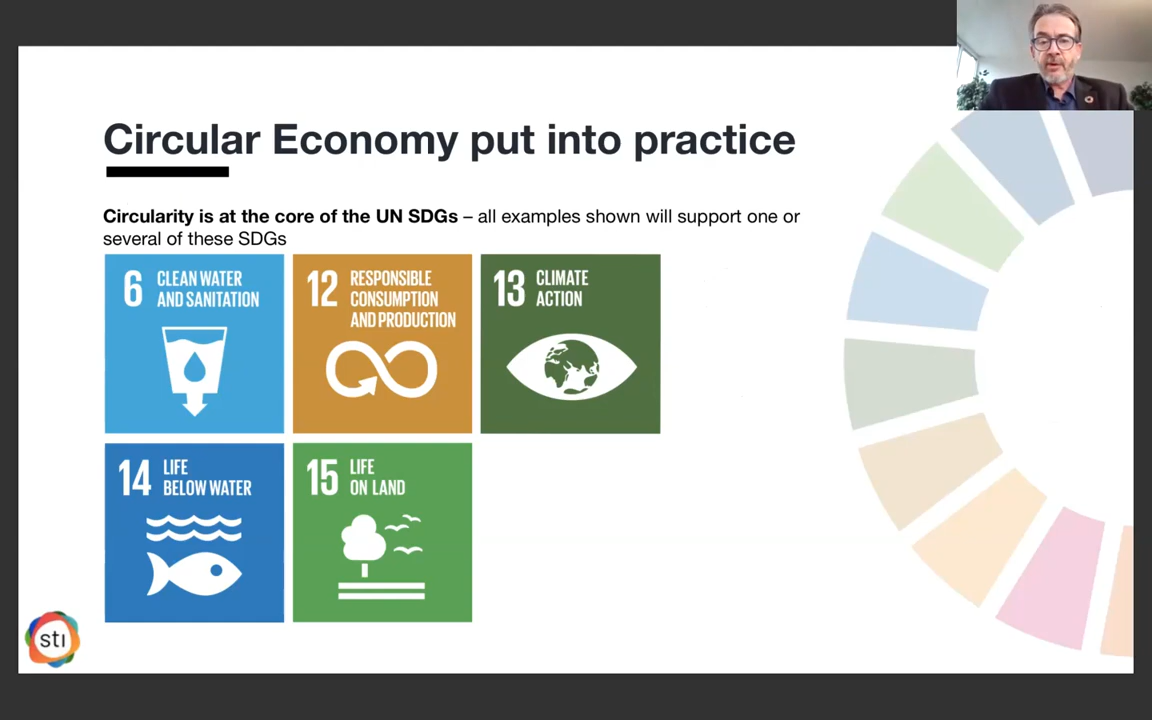 Circular Economy put into practice
Circularity is at the core of the UN SDGs – all examples shown will support one or
several of these SDGs
6 CLEAN WATER
AND SANITATION
12 RESPONSIBLE
CONSUMPTION
AND PRODUCTION
13 CLIMATE
ACTION
14 LIFE
BELOW WATER
15 LIFE
ON LAND
stı